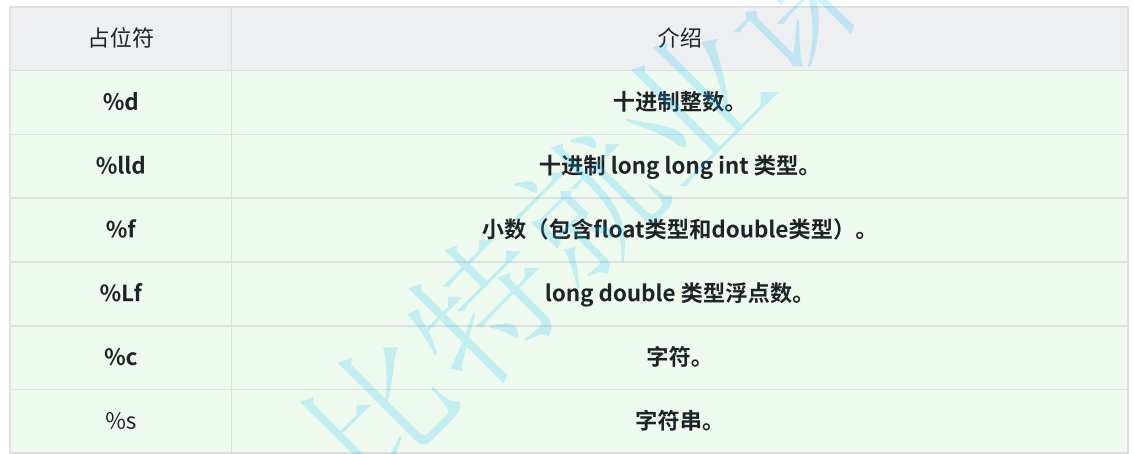 占位符 介绍
%d 十进制整数。
%lld 十进制 long long int 类型。
%f 小数（包含float类型和double类型）。
%Lf long double 类型浮点数。
%c 字符。
%s 字符串。
比特就业课